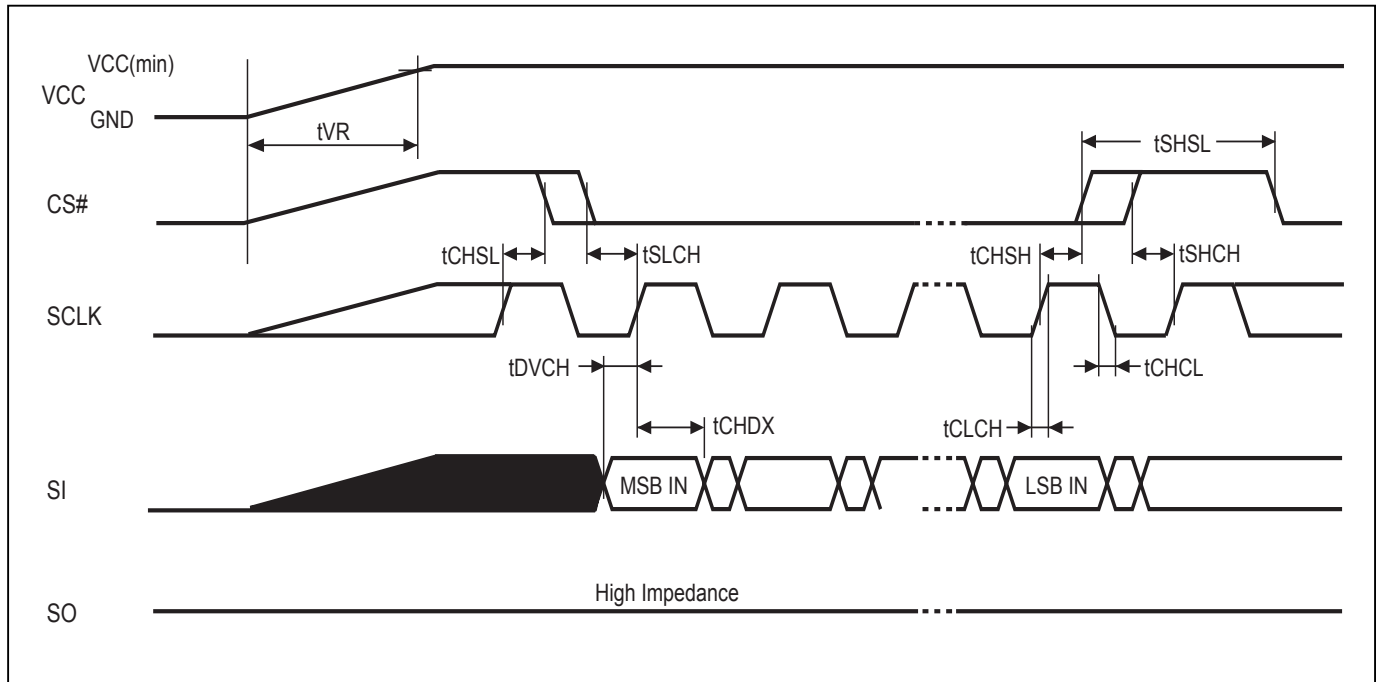 VCC(min)
VCC
GND
tVR
tSHSL
CS#
tCHSL
tSLCH
tCHSH
tSHCH
SCLK
tDVCH
tCHCL
tCHDX
tCLCH
SI
MSB IN
LSB IN
High Impedance
SO